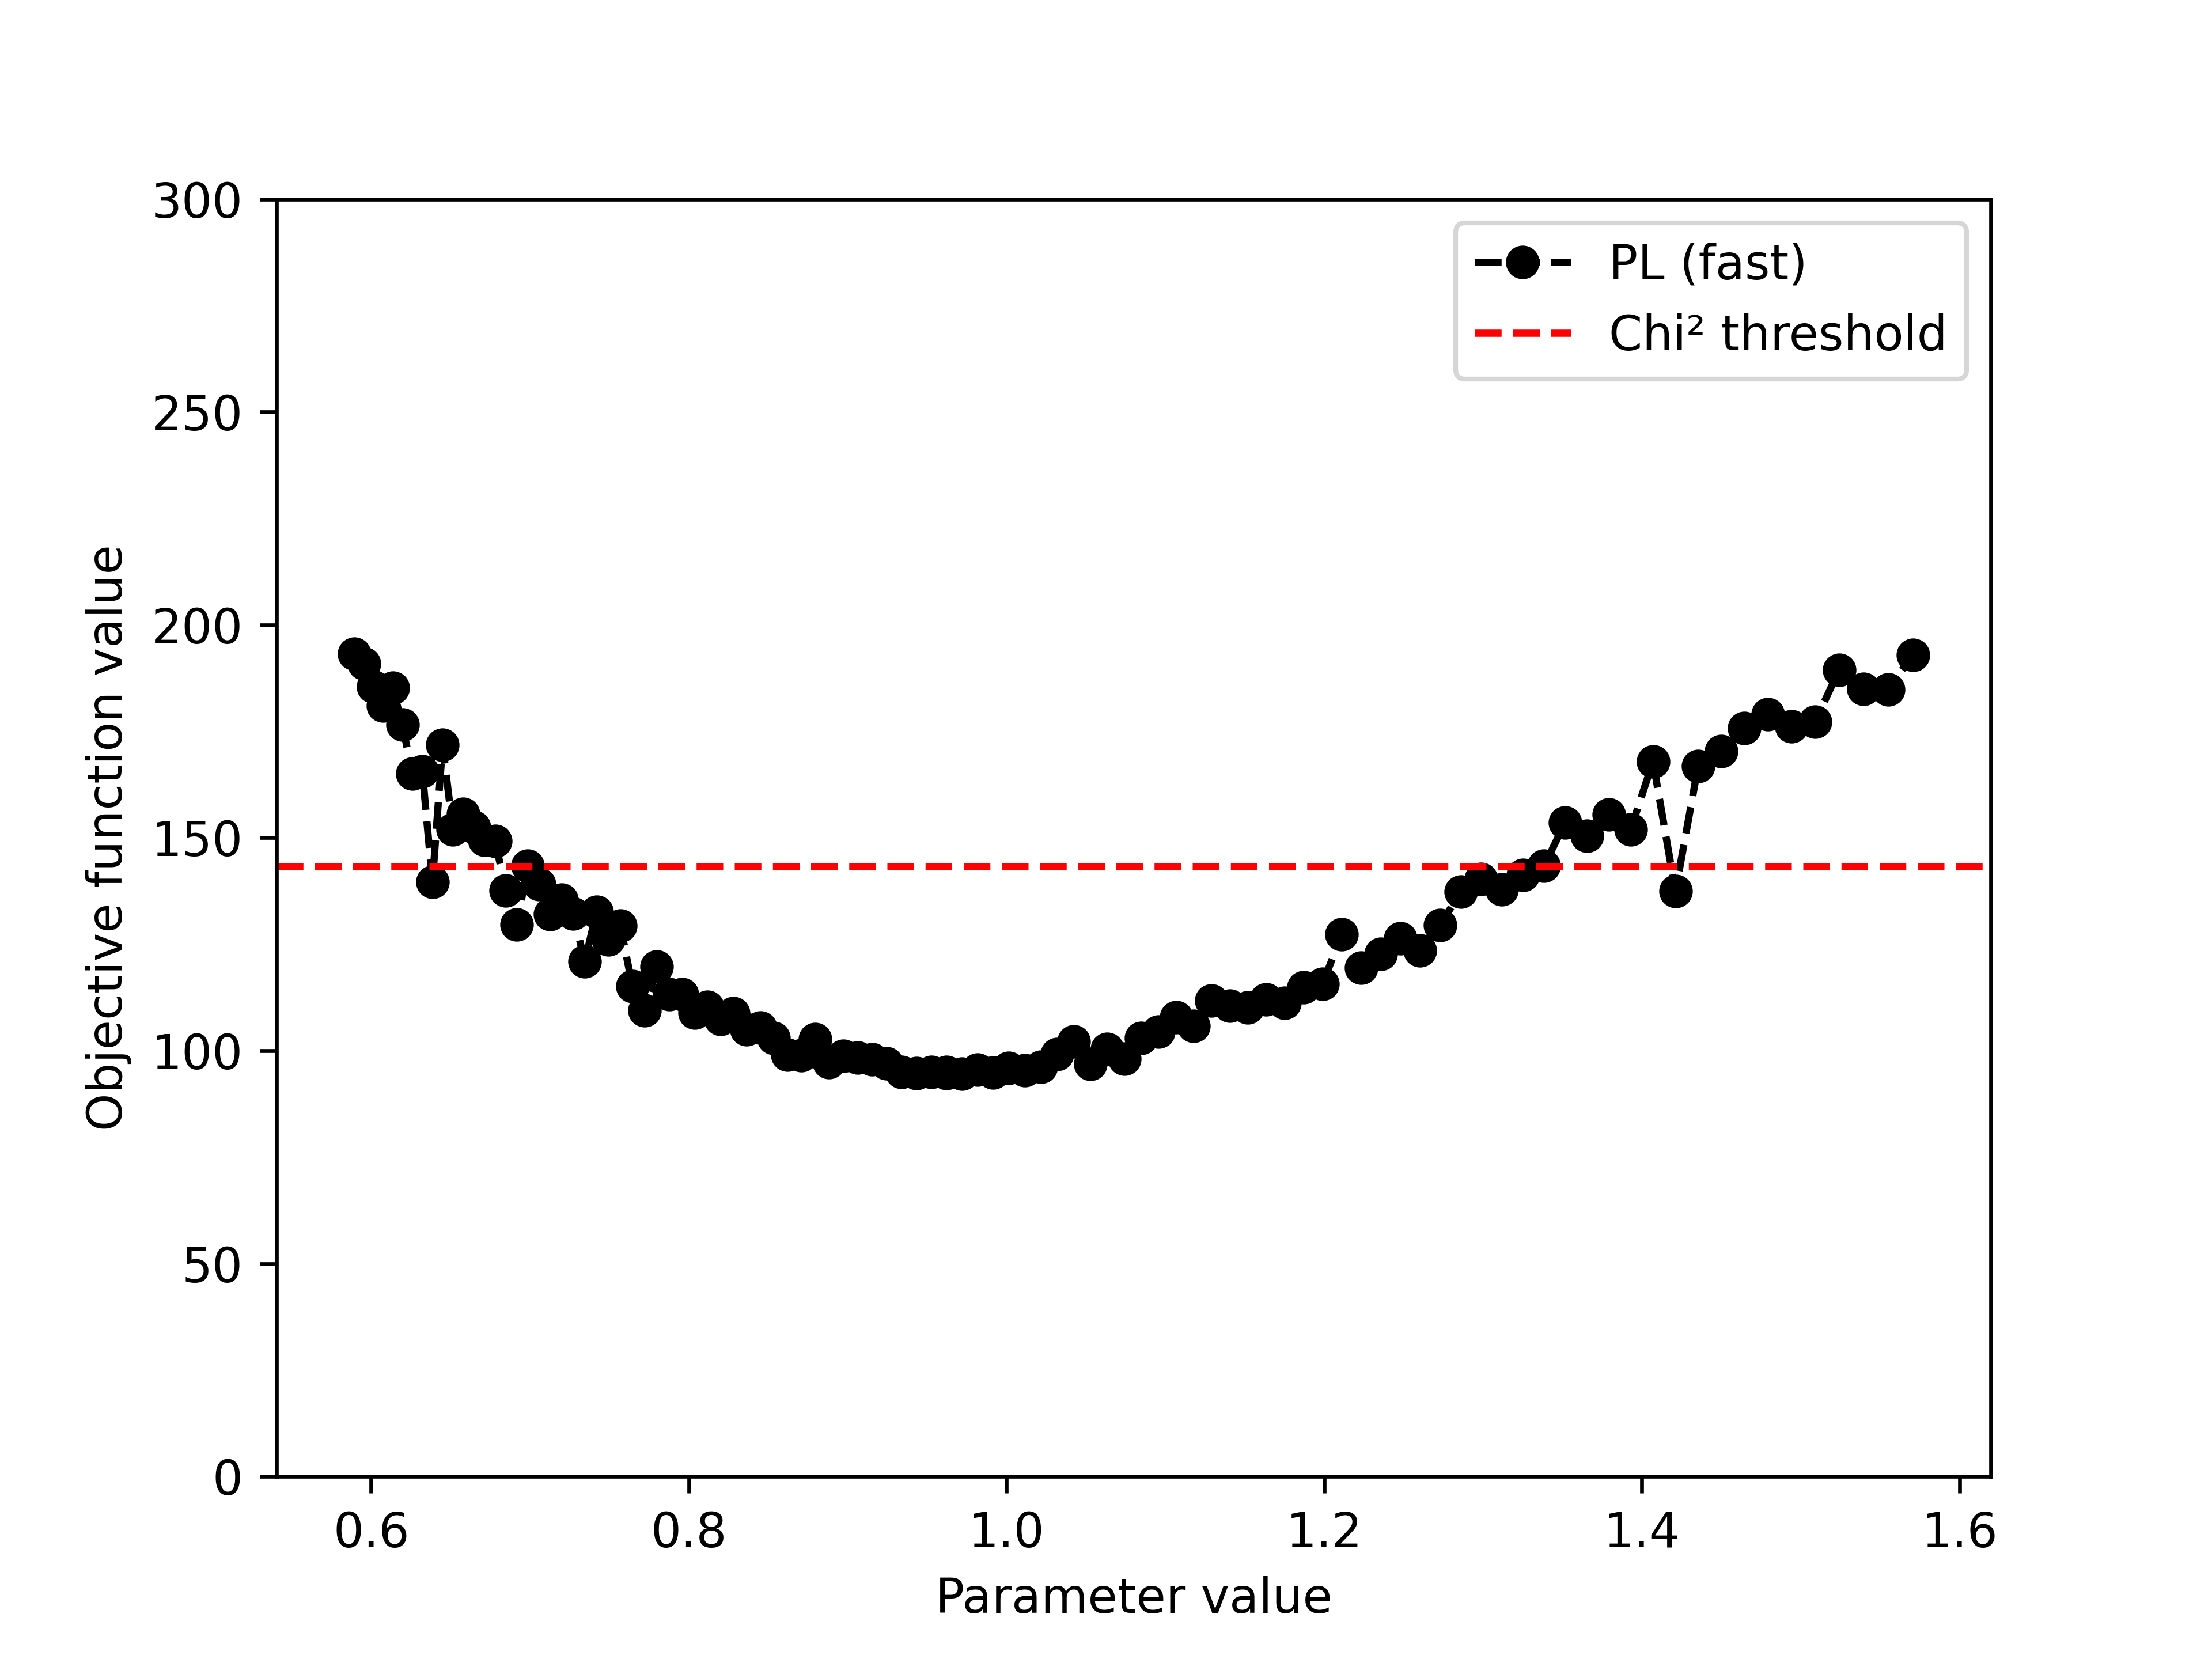 300
250
200
150
100
50
0
Objective function value
PL (fast)
Chi² threshold
0.6 0.8 1.0 1.2 1.4 1.6
Parameter value